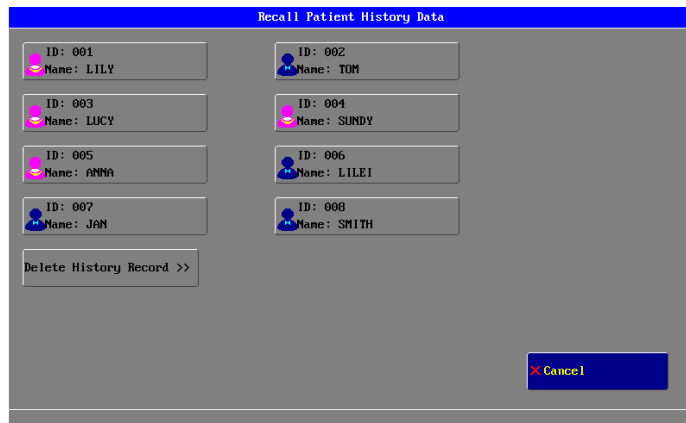 Recall Patient History Data
ID: 001
Name: LILY
ID: 002
Name: TOM
ID: 003
Name: LUCY
ID: 004
Name: SUNDY
ID: 005
Name: ANNA
ID: 006
Name: LILEI
ID: 007
Name: JAN
ID: 008
Name: SMITH
Delete History Record >>
Cancel